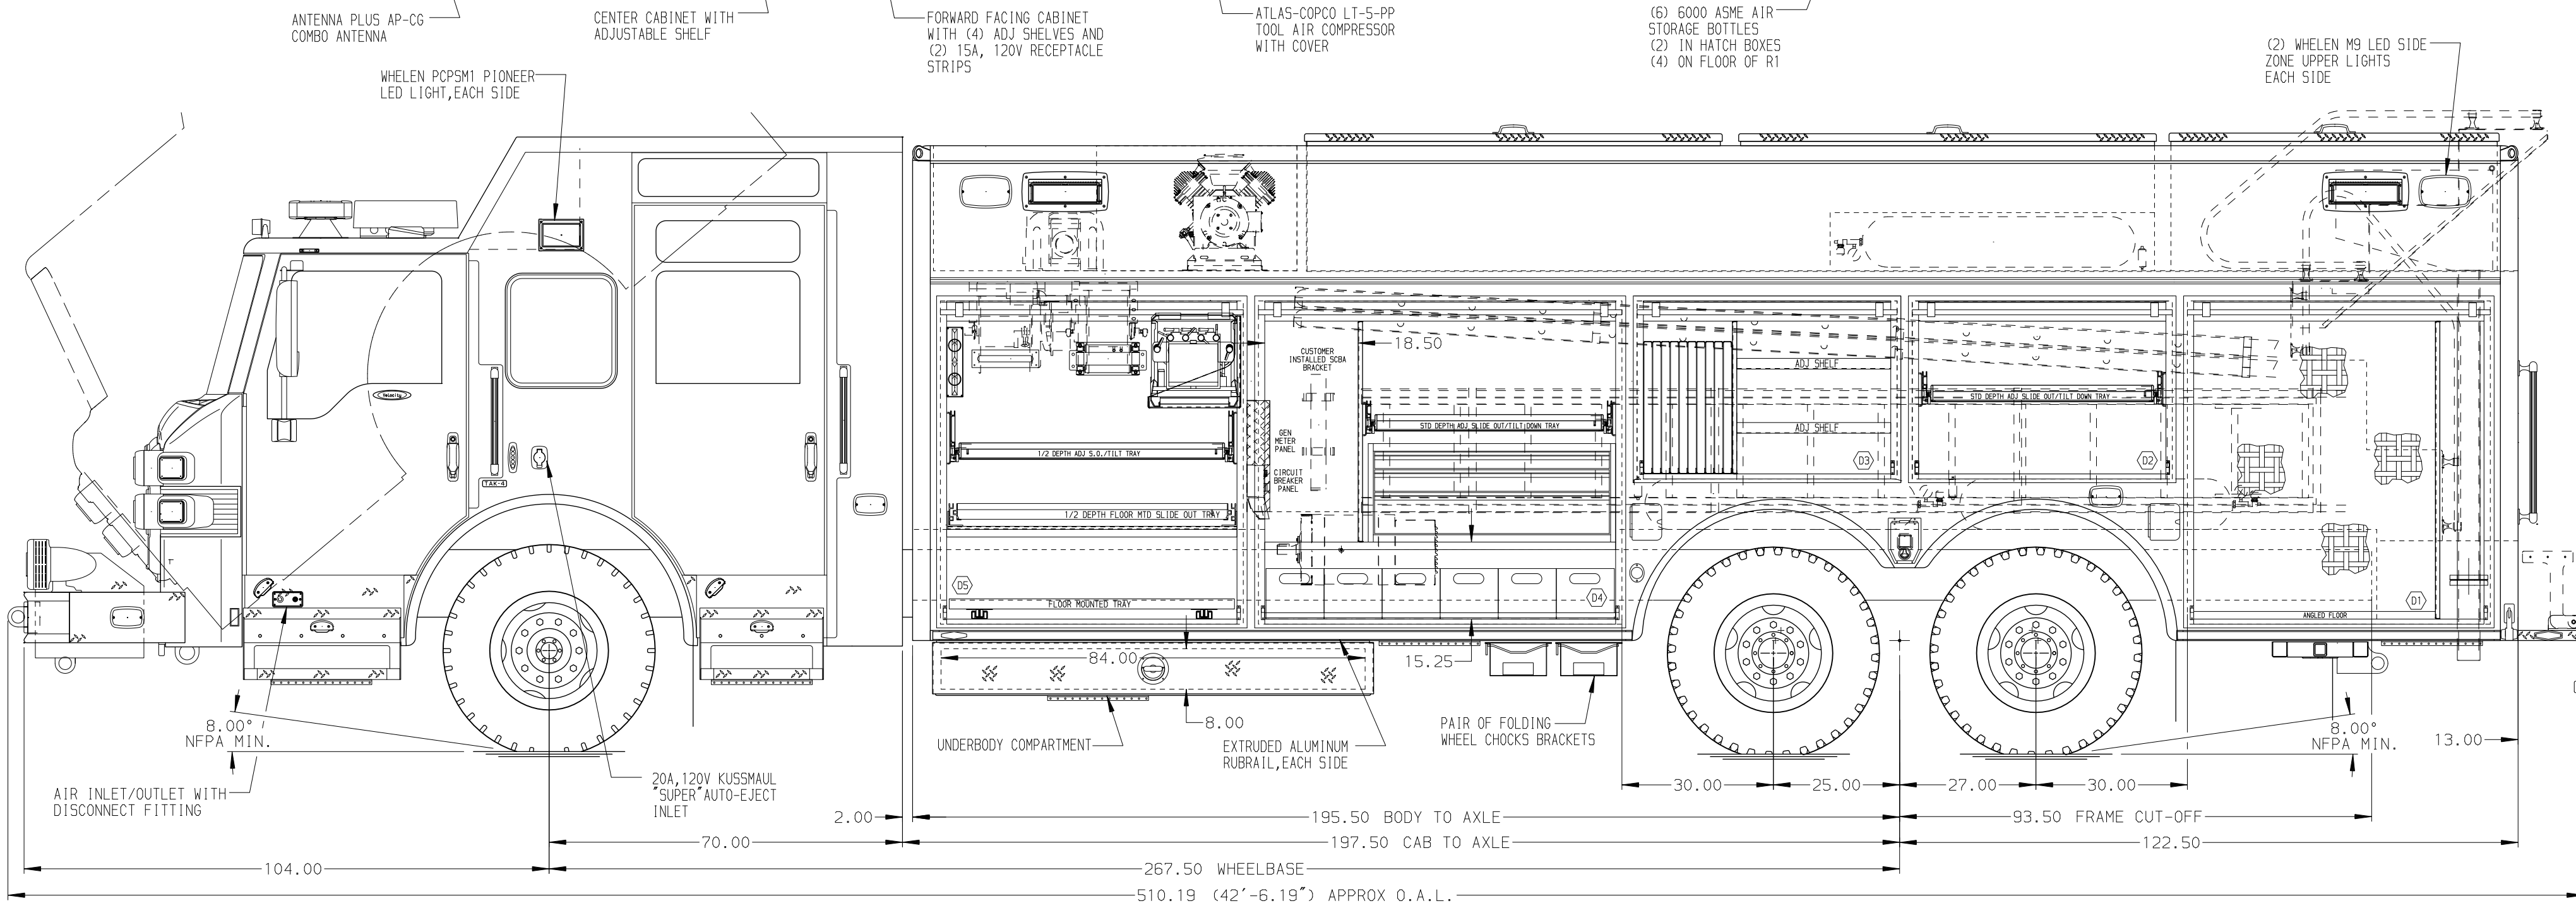 ANTENNA PLUS AP-CG
COMBO ANTENNA
CENTER CABINET WITH
ADJUSTABLE SHELF
FORWARD FACING CABINET
WITH (4) ADJ SHELVES AND
(2) 15A, 120V RECEPTACLE
STRIPS
ATLAS-COPCO LT-5-PP
TOOL AIR COMPRESSOR
WITH COVER
(6) 6000 ASME AIR
STORAGE BOTTLES
(2) IN HATCH BOXES
(4) ON FLOOR OF R1
(2) WHELEN M9 LED SIDE
ZONE UPPER LIGHTS
EACH SIDE
WHELEN PCPSM1 PIONEER
LED LIGHT, EACH SIDE
Velocity
TAK-4
1/2 DEPTH ADJ S.O./TILT TRAY
1/2 DEPTH FLOOR MTD SLIDE OUT TRAY
D5
FLOOR MOUNTED TRAY
CUSTOMER
INSTALLED SCBA
BRACKET
18.50
GEN
METER
PANEL
CIRCUIT
BREAKER
PANEL
STD DEPTH ADJ SLIDE OUT/TILT DOWN TRAY
D4
ADJ SHELF
ADJ SHELF
D3
STD DEPTH ADJ SLIDE OUT/TILT DOWN TRAY
D2
D1
ANGLED FLOOR
84.00
15.25
8.00
8.00°
NFPA MIN.
AIR INLET/OUTLET WITH
DISCONNECT FITTING
20A, 120V KUSSMAUL
"SUPER" AUTO-EJECT
INLET
UNDERBODY COMPARTMENT
EXTRUDED ALUMINUM
RUBRAIL, EACH SIDE
PAIR OF FOLDING
WHEEL CHOCKS BRACKETS
8.00°
NFPA MIN.
13.00
30.00
25.00
27.00
30.00
2.00
195.50 BODY TO AXLE
93.50 FRAME CUT-OFF
70.00
197.50 CAB TO AXLE
122.50
104.00
267.50 WHEELBASE
510.19 (42'-6.19") APPROX O.A.L.